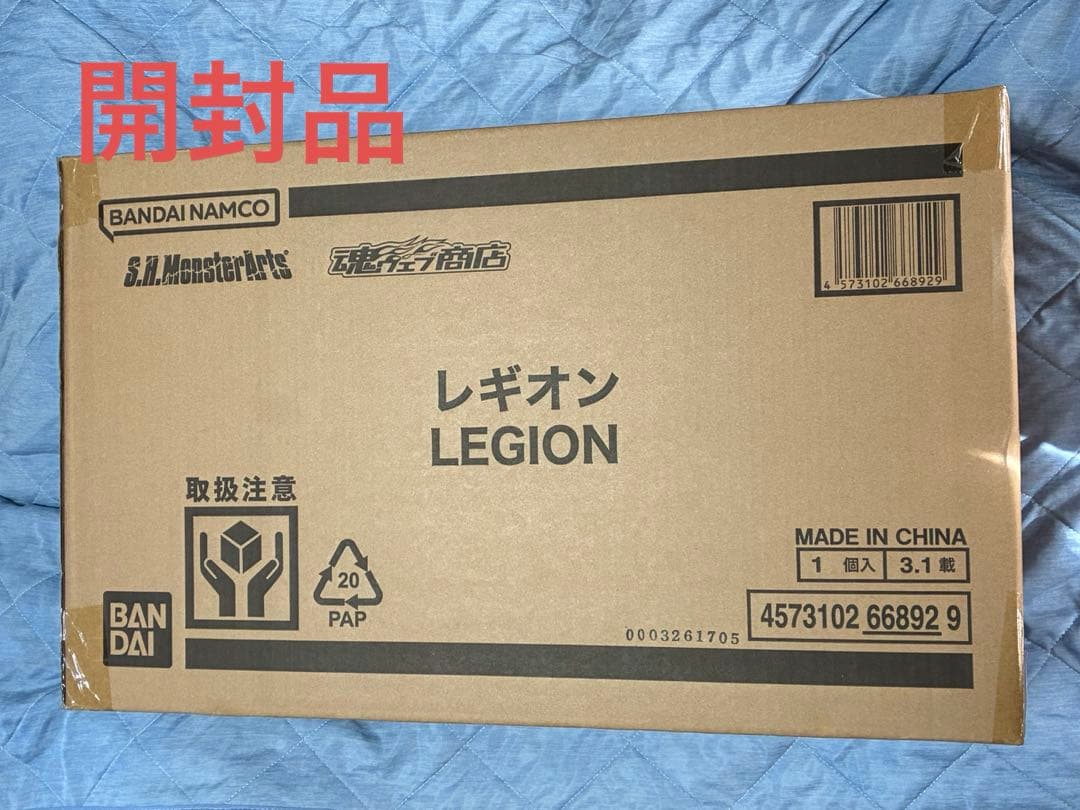 開封品
BANDAI NAMCO
S.H.MonsterArts
魂ウェブ商店
4 573102 668929
レギオン
LEGION
取扱注意
20
PAP
BAN
DAI
MADE IN CHINA
1 個入 3.1 載
4573102 66892 9
0003261705